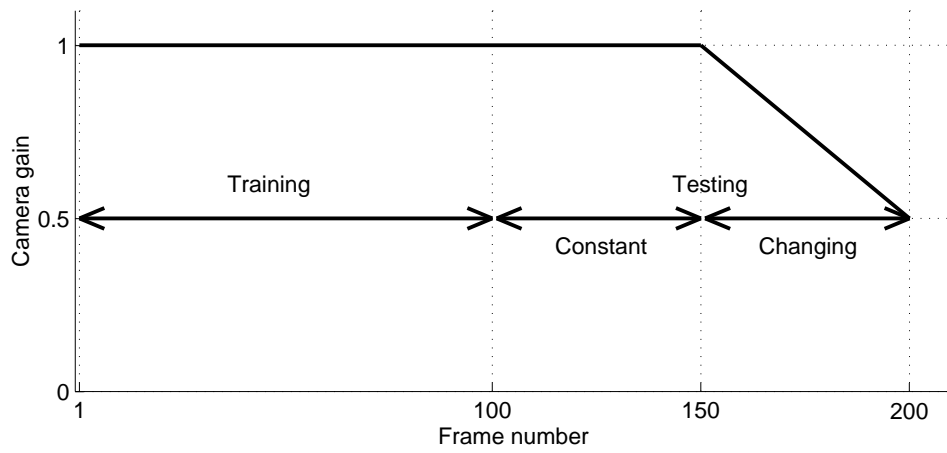 1
Training
Testing
0.5
Constant
Changing
Camera gain
0
1
100
150
200
Frame number